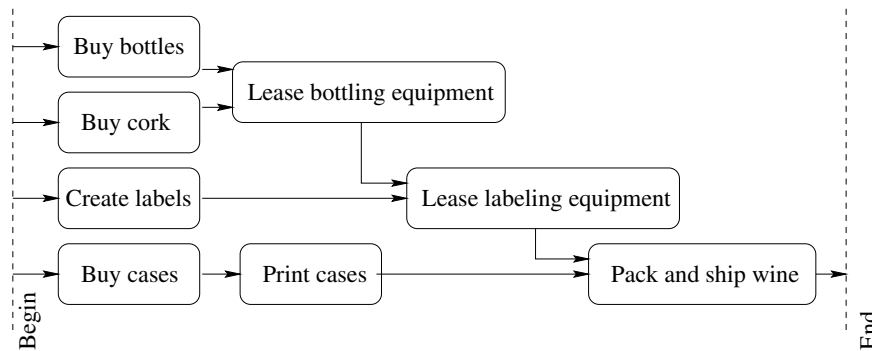 Buy bottles
Lease bottling equipment
Buy cork
Create labels
Lease labeling equipment
Buy cases
Print cases
Pack and ship wine
Begin
End